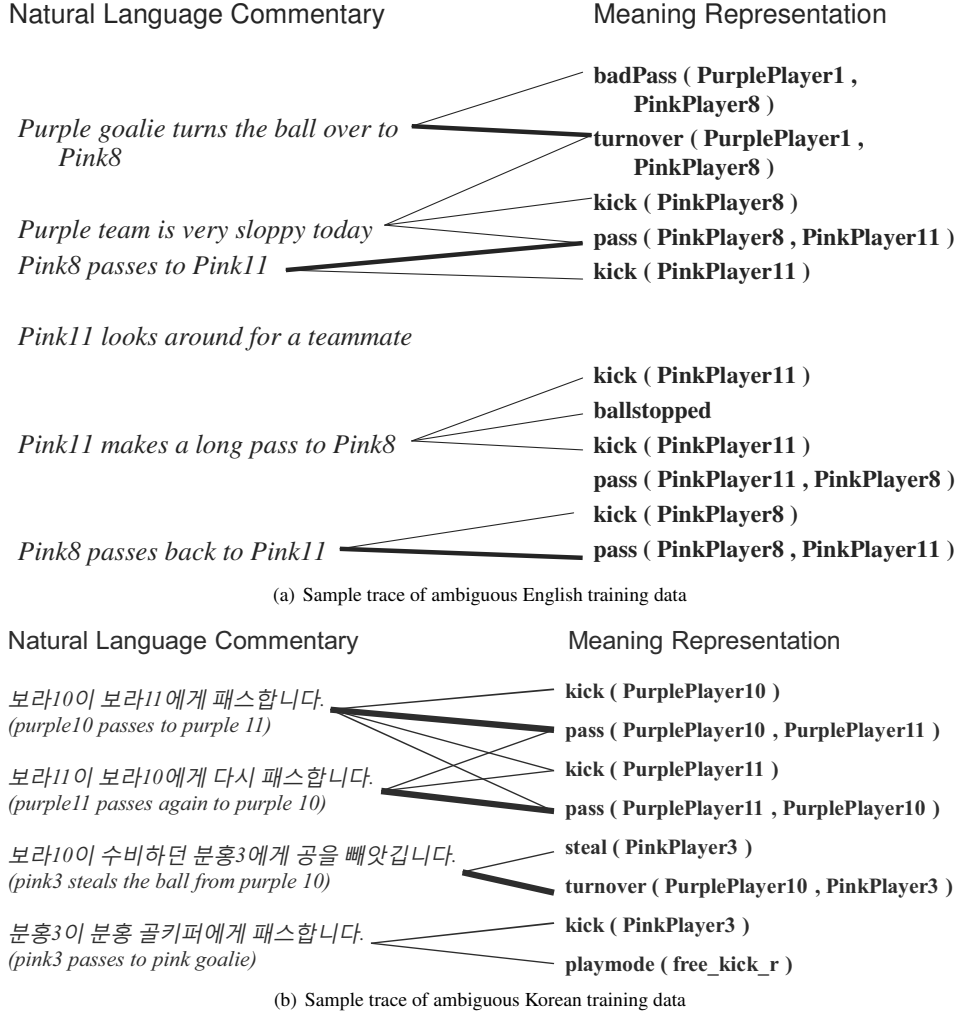 Natural Language Commentary
Meaning Representation
badPass ( PurplePlayer1 ,
PinkPlayer8 )
Purple goalie turns the ball over to
Pink8
turnover ( PurplePlayer1 ,
PinkPlayer8 )
kick ( PinkPlayer8 )
Purple team is very sloppy today
pass ( PinkPlayer8 , PinkPlayer11 )
Pink8 passes to Pink11
kick ( PinkPlayer11 )
Pink11 looks around for a teammate
kick ( PinkPlayer11 )
ballstopped
Pink11 makes a long pass to Pink8
kick ( PinkPlayer11 )
pass ( PinkPlayer11 , PinkPlayer8 )
kick ( PinkPlayer8 )
Pink8 passes back to Pink11
pass ( PinkPlayer8 , PinkPlayer11 )
(a) Sample trace of ambiguous English training data
Natural Language Commentary
Meaning Representation
보라10이 보라11에게 패스합니다.
(purple10 passes to purple 11)
kick ( PurplePlayer10 )
pass ( PurplePlayer10 , PurplePlayer11 )
보라11이 보라10에게 다시 패스합니다.
(purple11 passes again to purple 10)
kick ( PurplePlayer11 )
pass ( PurplePlayer11 , PurplePlayer10 )
보라10이 수비하던 분홍3에게 공을 빼앗깁니다.
(pink3 steals the ball from purple 10)
steal ( PinkPlayer3 )
turnover ( PurplePlayer10 , PinkPlayer3 )
분홍3이 분홍 골키퍼에게 패스합니다.
(pink3 passes to pink goalie)
kick ( PinkPlayer3 )
playmode ( free_kick_r )
(b) Sample trace of ambiguous Korean training data